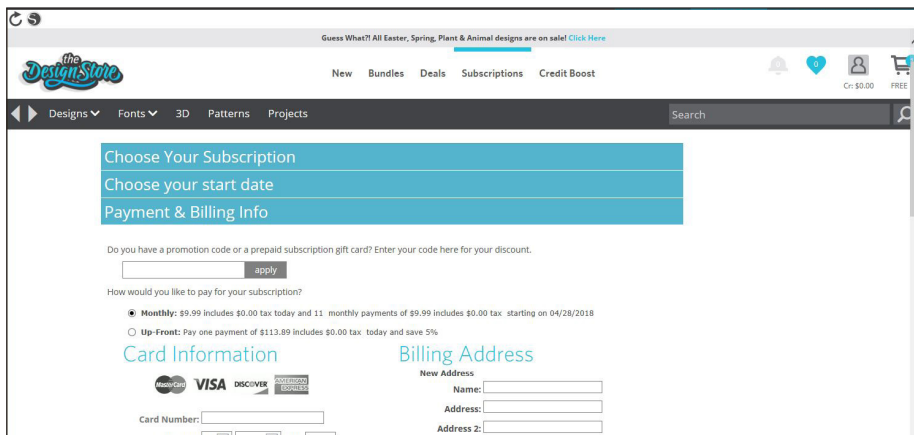 Guess What?! All Easter, Spring, Plant & Animal designs are on sale! Click Here
the
Design Store
New Bundles Deals Subscriptions Credit Boost
0
0
Cr: $0.00
FREE
Designs Fonts 3D Patterns Projects
Search
Choose Your Subscription
Choose your start date
Payment & Billing Info
Do you have a promotion code or a prepaid subscription gift card? Enter your code here for your discount.
apply
How would you like to pay for your subscription?
Monthly: $9.99 includes $0.00 tax today and 11 monthly payments of $9.99 includes $0.00 tax starting on 04/28/2018
Up-Front: Pay one payment of $113.89 includes $0.00 tax today and save 5%
Card Information
MasterCard VISA DISCOVER AMERICAN EXPRESS
Card Number:
Billing Address
New Address
Name:
Address:
Address 2: